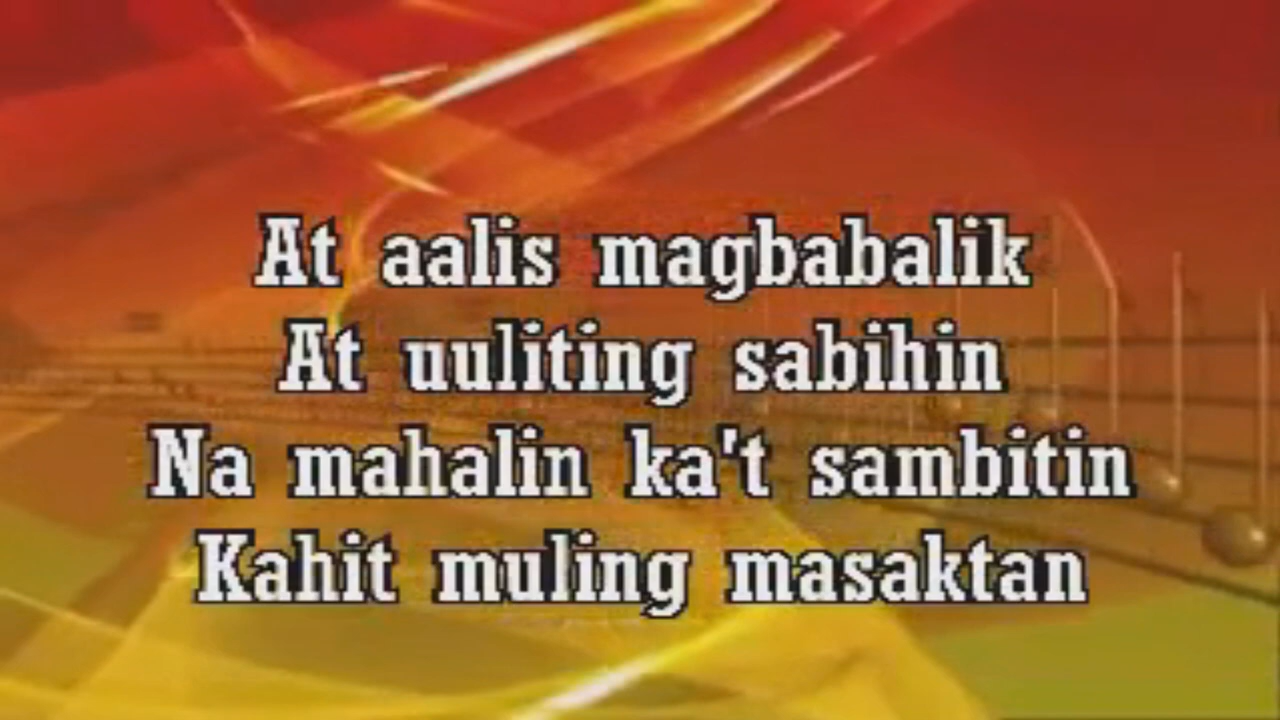 At aalis magbabalik
At uuliting sabihin
Na mahalin ka't sambitin
Kahit muling masaktan